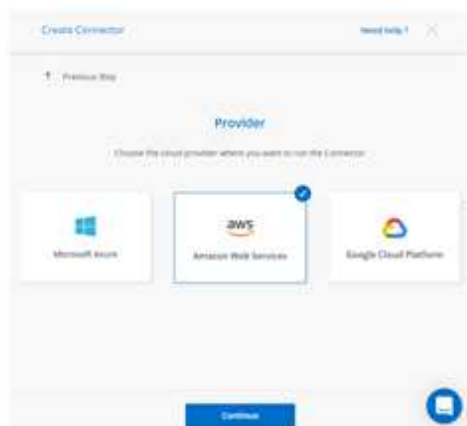 Create Connector
Need help ?
Previous Step
Provider
Choose the cloud provider where you want to run the Connector
Microsoft Azure
aws
Amazon Web Services
Google Cloud Platform
Continue